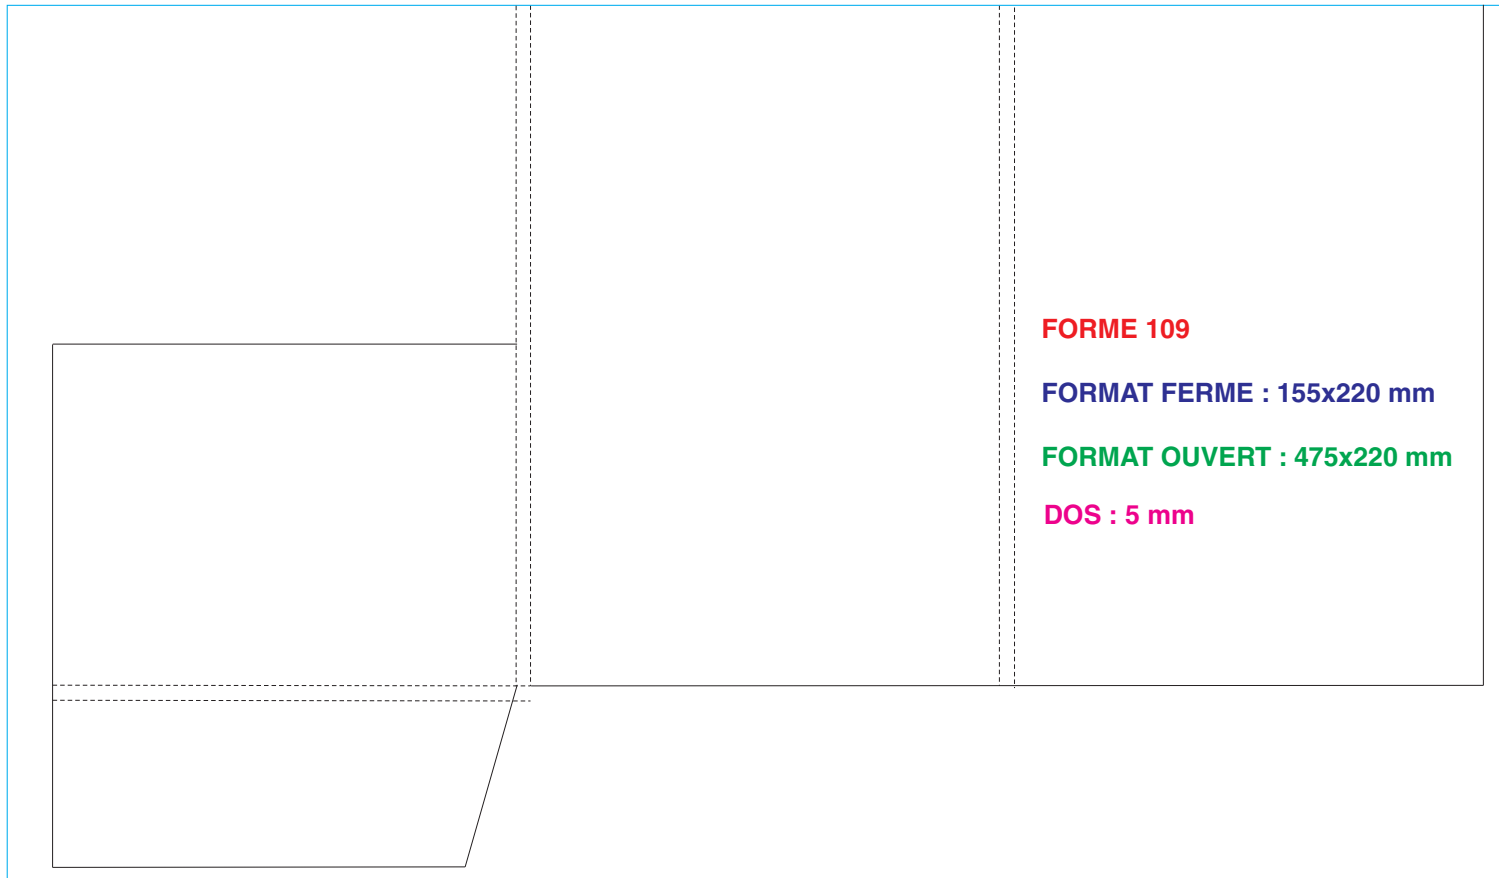 FORME 109
FORMAT FERME : 155x220 mm
FORMAT OUVERT : 475x220 mm
DOS : 5 mm